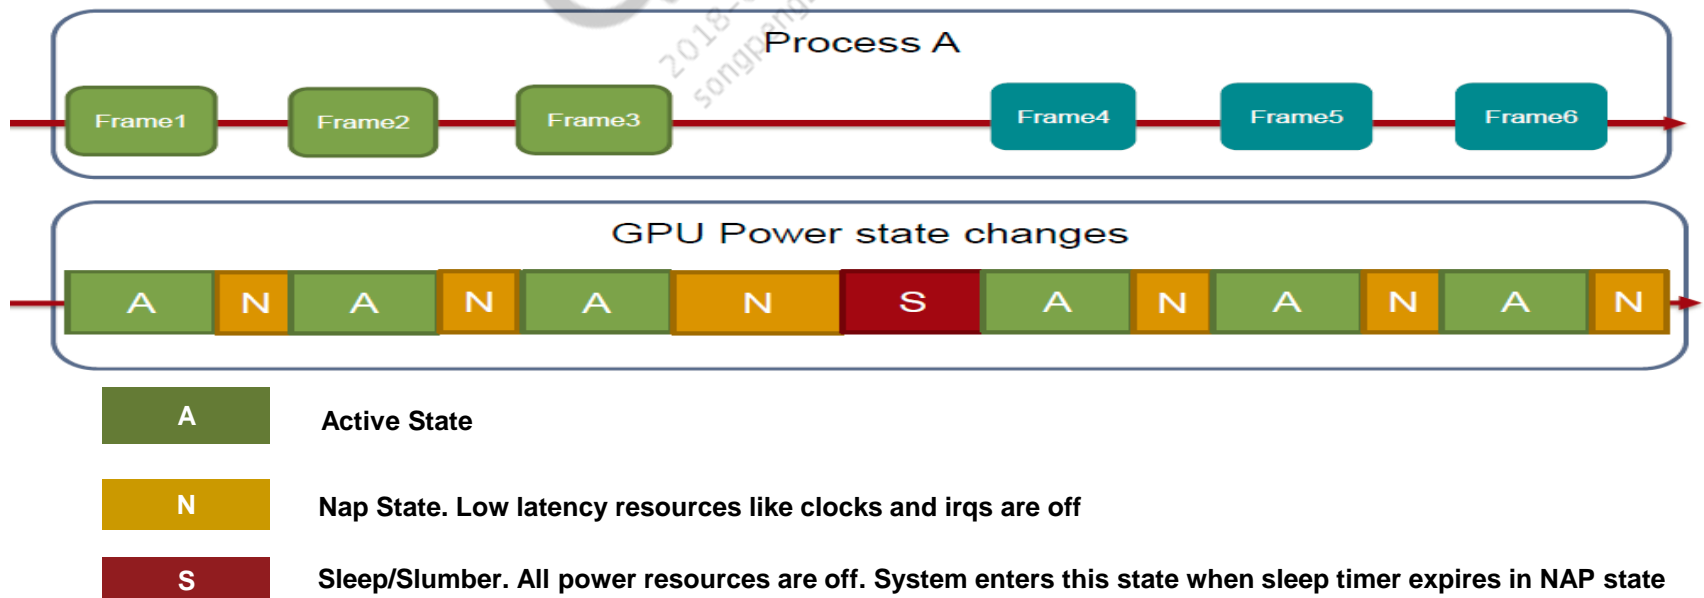 2018-
songpeng
Process A
Frame1 Frame2 Frame3 Frame4 Frame5 Frame6
GPU Power state changes
A N A N A N S A N A N A N
A Active State
N Nap State. Low latency resources like clocks and irqs are off
S Sleep/Slumber. All power resources are off. System enters this state when sleep timer expires in NAP state